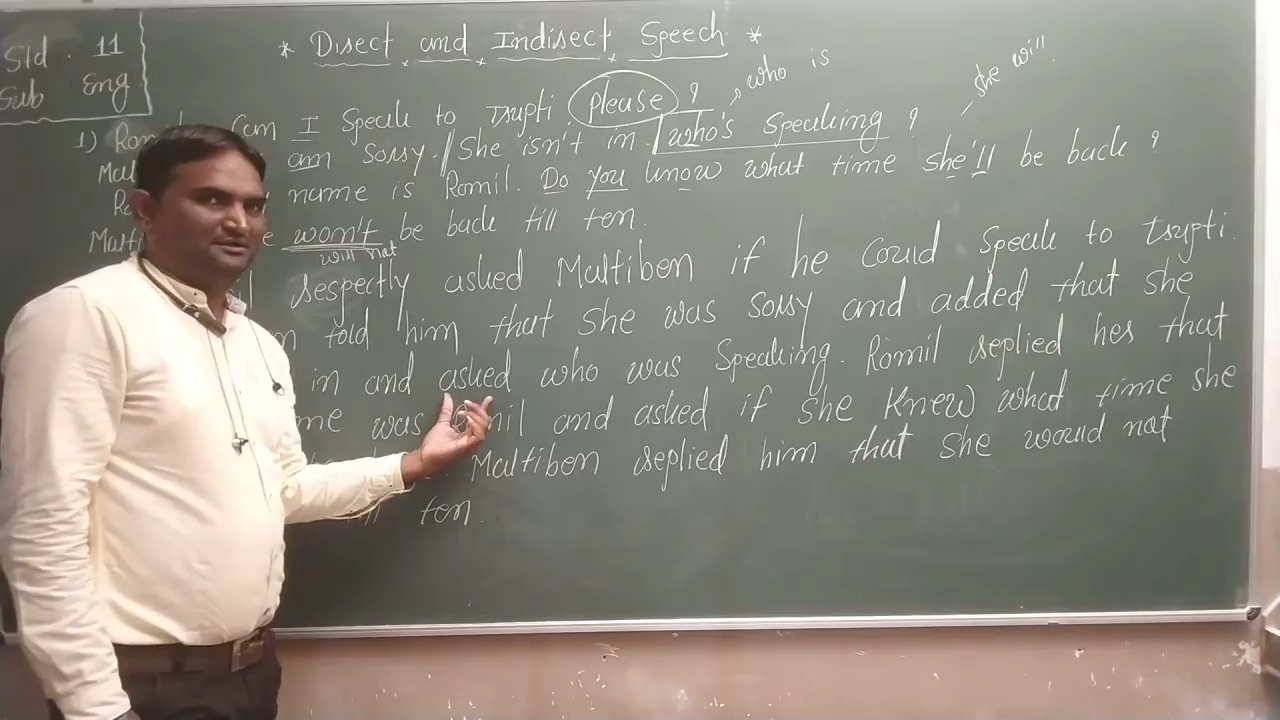 Std. 11
Sub Eng
* Direct and Indirect Speech *
who is
she will.
1) Can I Speak to Trupti Please ?
am sorry. She isn't in. who's Speaking ?
name is Romil. Do you know what time she'll be back ?
won't be back till ten.
will not
respectly asked Maltiben if he Could Speak to Trupti.
told him that she was sorry and added that she
in and asked who was Speaking. Romil replied her that
was and asked if she knew what time she
Maltiben replied him that she would not
ten.